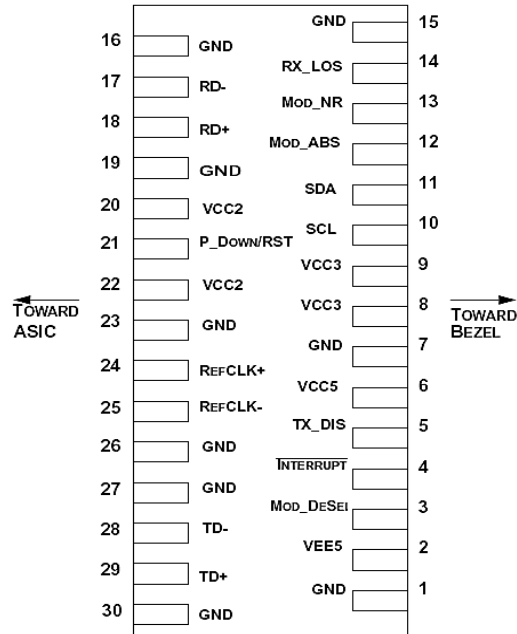 GND 15
16 GND
RX_LOS 14
17 RD-
MOD_NR 13
18 RD+
MOD_ABS 12
19 GND
SDA 11
20 VCC2
SCL 10
21 P_DOWN/RST
VCC3 9
22 VCC2
VCC3 8
TOWARD ASIC
TOWARD BEZEL
23 GND
GND 7
24 REFCLK+
VCC5 6
25 REFCLK-
TX_DIS 5
26 GND
INTERRUPT 4
27 GND
MOD_DESEL 3
28 TD-
VEE5 2
29 TD+
GND 1
30 GND